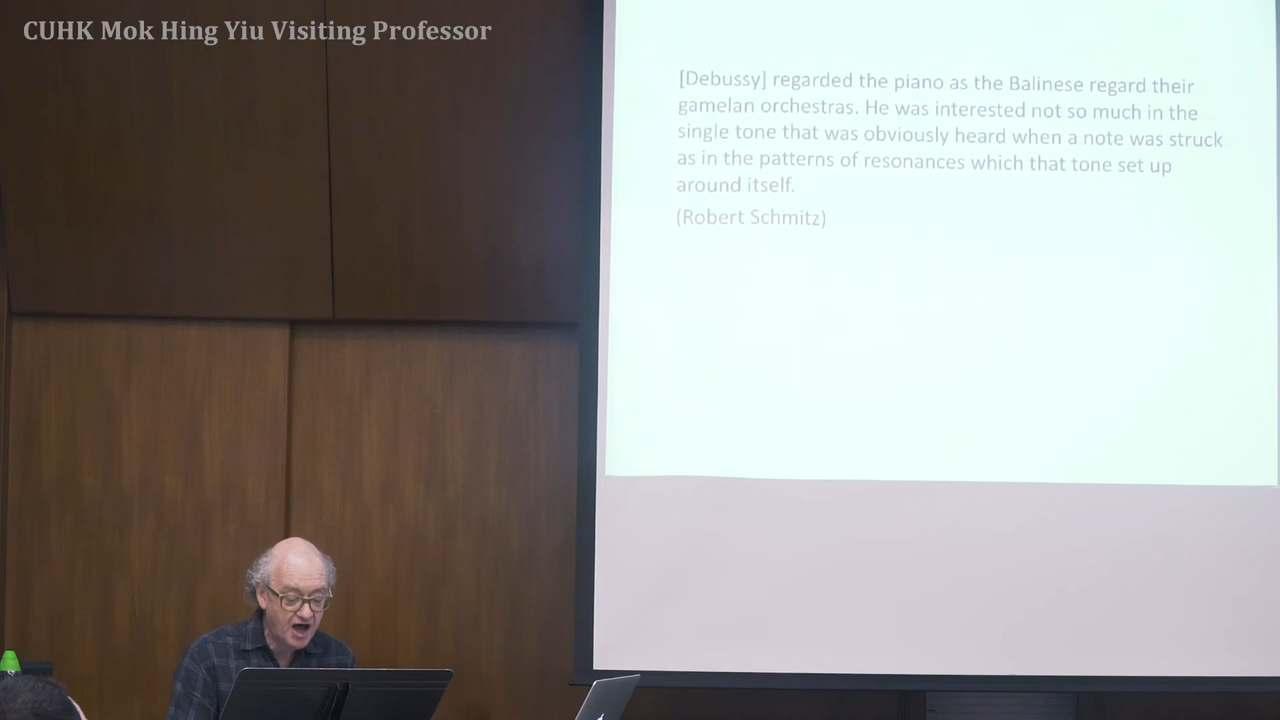 CUHK Mok Hing Yiu Visiting Professor
[Debussy] regarded the piano as the Balinese regard their
gamelan orchestras. He was interested not so much in the
single tone that was obviously heard when a note was struck
as in the patterns of resonances which that tone set up
around itself.
(Robert Schmitz)